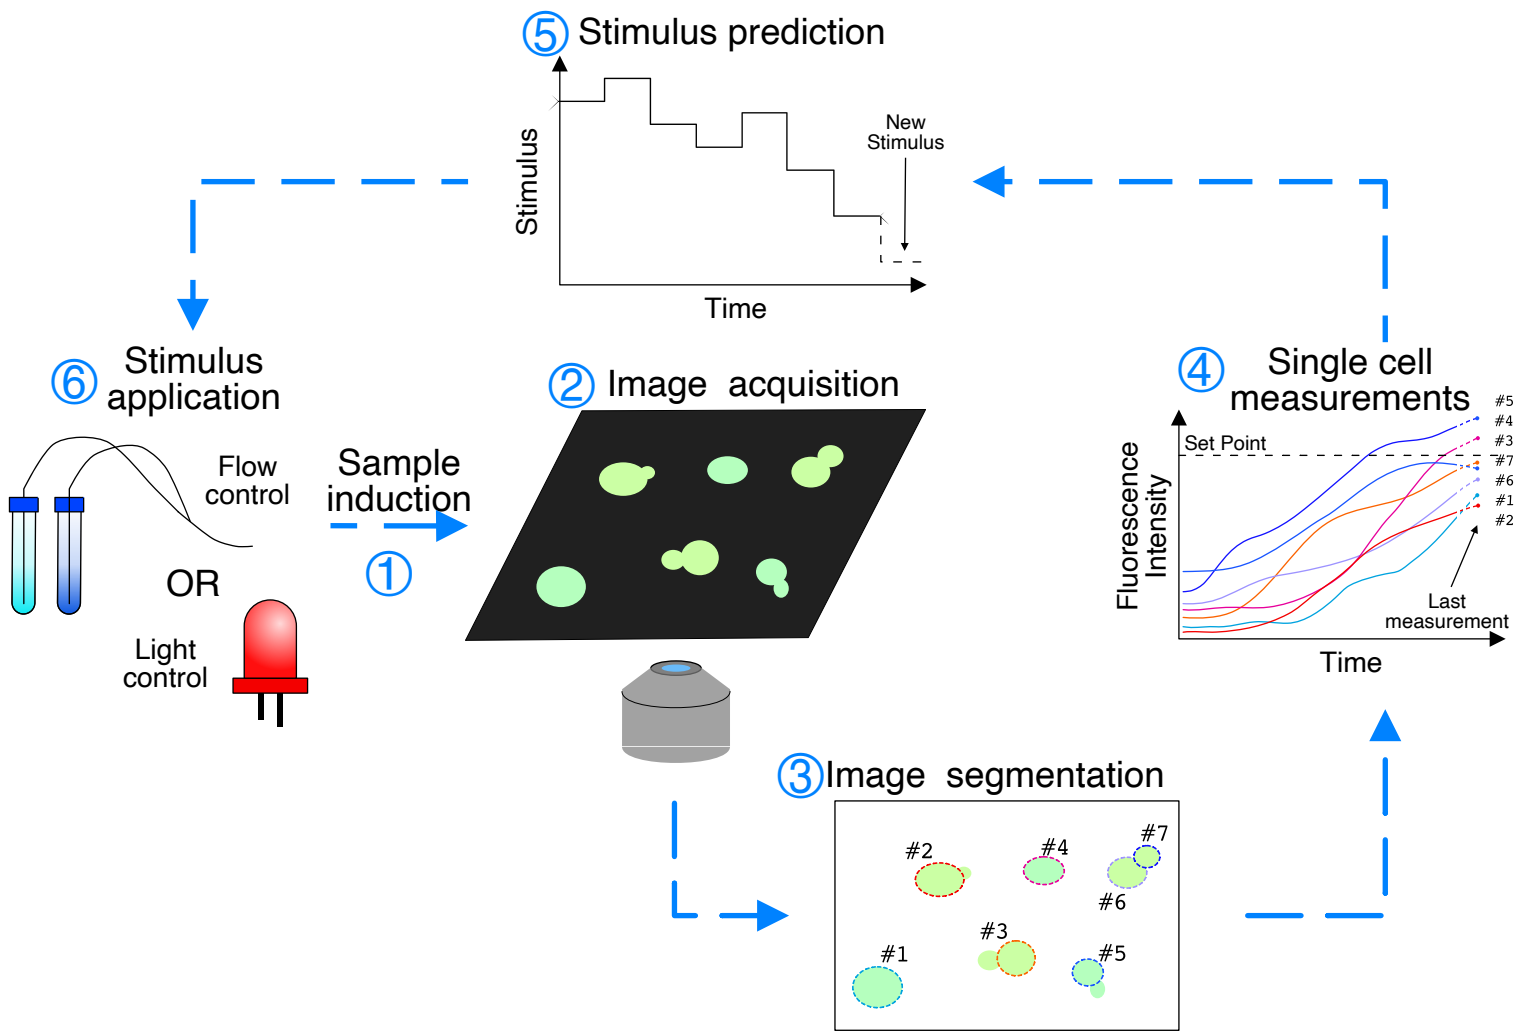 ⑤ Stimulus prediction
Stimulus
New
Stimulus
Time
⑥ Stimulus
application
Flow
control
OR
Light
control
Sample
induction
①
② Image acquisition
③ Image segmentation
#7
#2
#4
#6
#3
#1
#5
④ Single cell
measurements
#5
#4
Set Point
#3
#7
#6
#1
#2
Fluorescence
Intensity
Last
measurement
Time